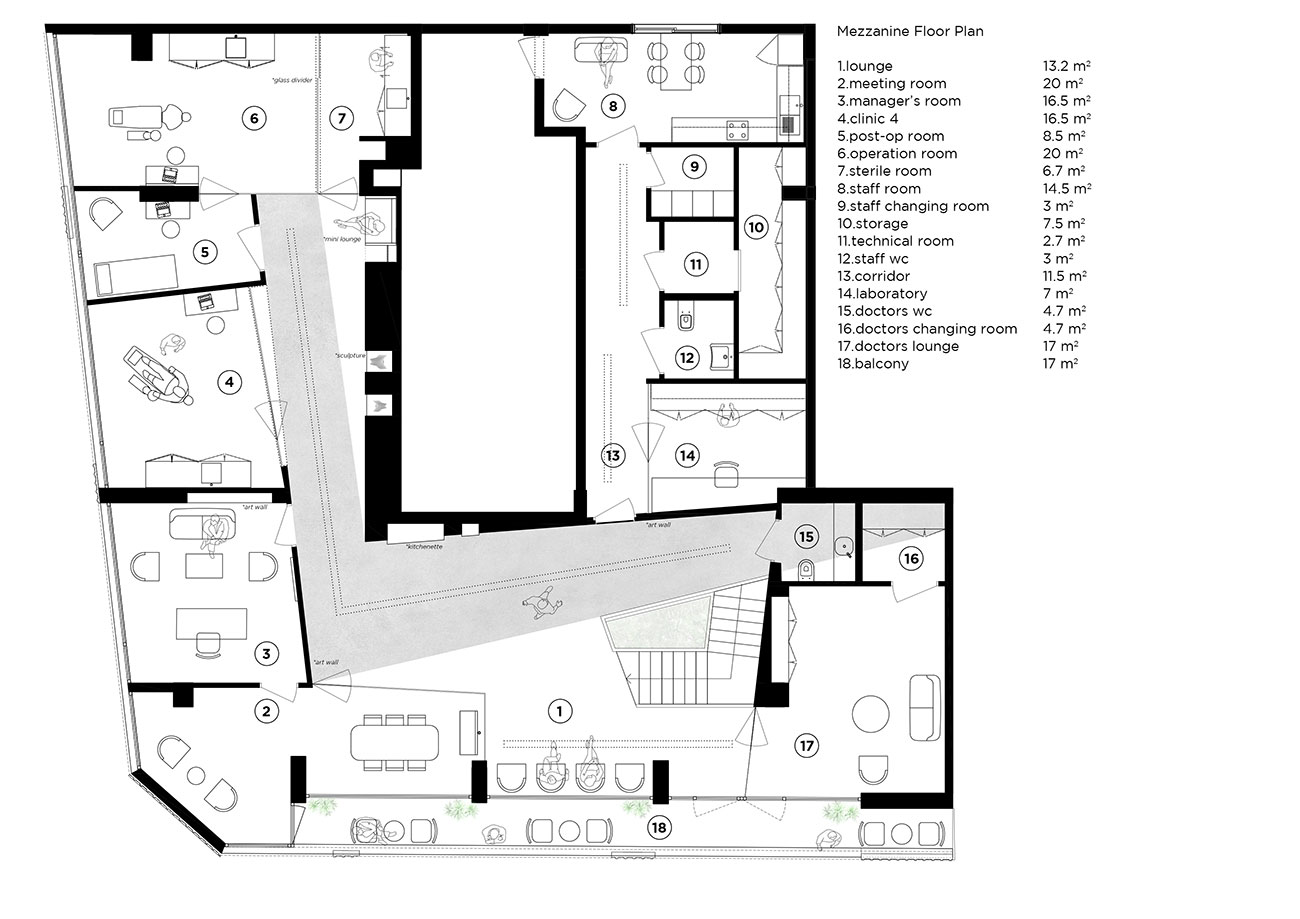 Mezzanine Floor Plan
1.lounge 13.2 m²
2.meeting room 20 m²
3.manager's room 16.5 m²
4.clinic 4 16.5 m²
5.post-op room 8.5 m²
6.operation room 20 m²
7.sterile room 6.7 m²
8.staff room 14.5 m²
9.staff changing room 3 m²
10.storage 7.5 m²
11.technical room 2.7 m²
12.staff wc 3 m²
13.corridor 11.5 m²
14.laboratory 7 m²
15.doctors wc 4.7 m²
16.doctors changing room 4.7 m²
17.doctors lounge 17 m²
18.balcony 17 m²
*glass divider
6
7
8
9
10
5
*mini lounge
11
*sculpture
12
4
13
14
*art wall
*art wall
*kitchenette
15
16
3
*art wall
2
1
17
18